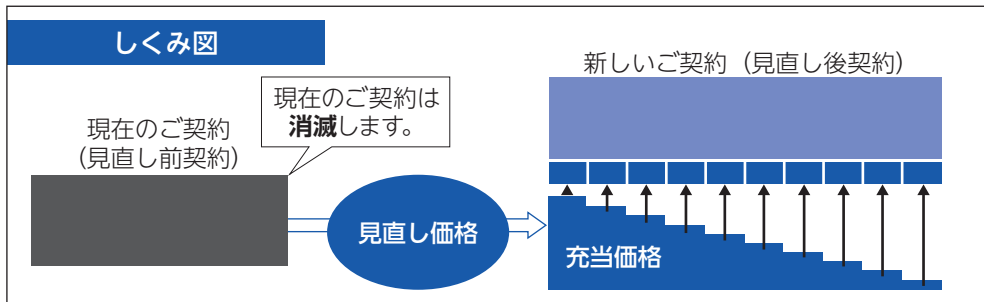 しくみ図
現在のご契約は
消滅します。
現在のご契約
（見直し前契約）
見直し価格
新しいご契約（見直し後契約）
充当価格